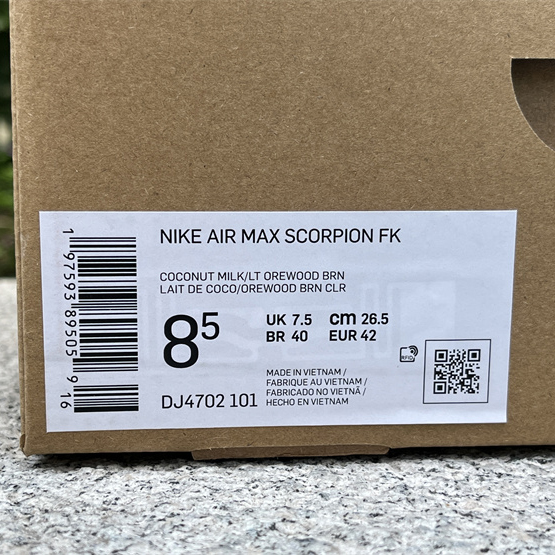 NIKE AIR MAX SCORPION FK
COCONUT MILK/LT OREWOOD BRN
LAIT DE COCO/OREWOOD BRN CLR
8⁵
UK 7.5 cm 26.5
BR 40 EUR 42
DJ4702 101
MADE IN VIETNAM /
FABRIQUE AU VIETNAM /
FABRICADO NO VIETNÃ /
HECHO EN VIETNAM
RFID
1 97593 89505 9 16